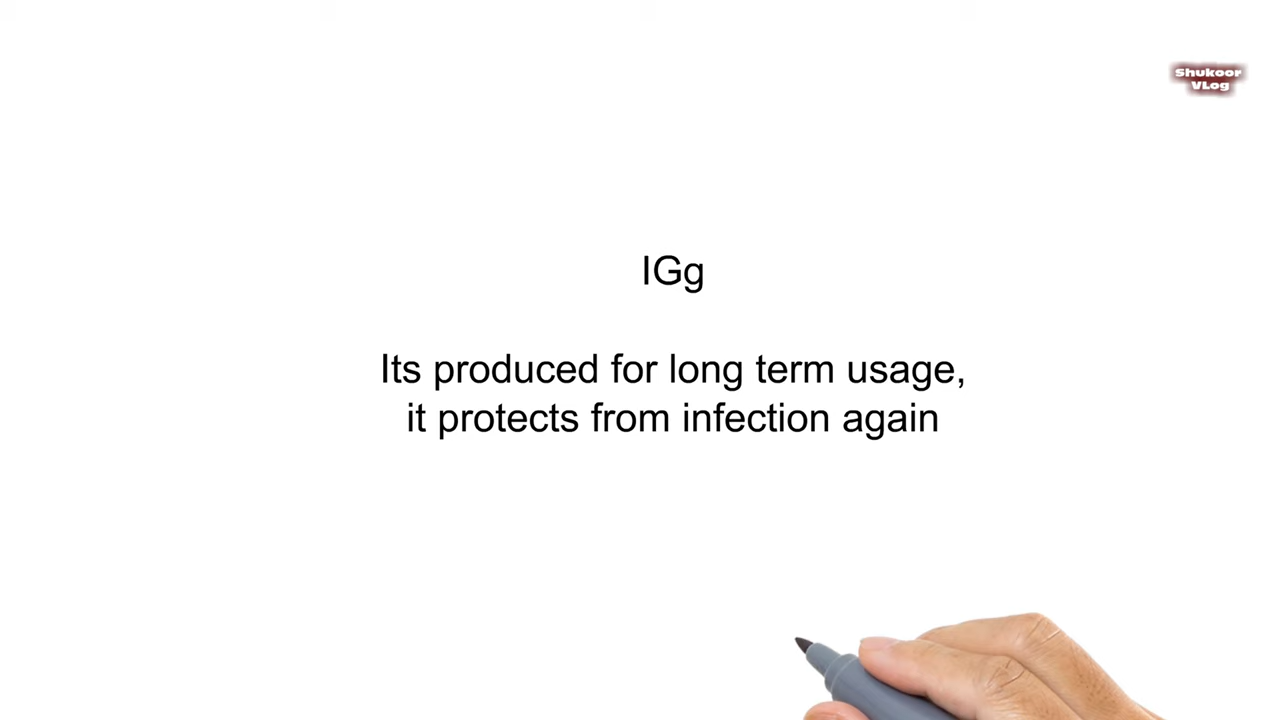 Shukoor
VLog
IGg
Its produced for long term usage,
it protects from infection again